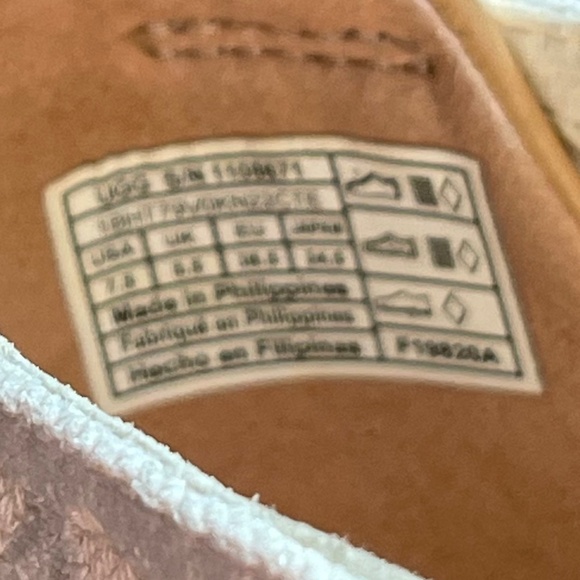 UGG S/N 1108671
USA UK EU Japan
7.5 5.5 38.5 24.5
Made in Philippines
Fabriqué en Philippines
Hecho en Filipines
F19820A